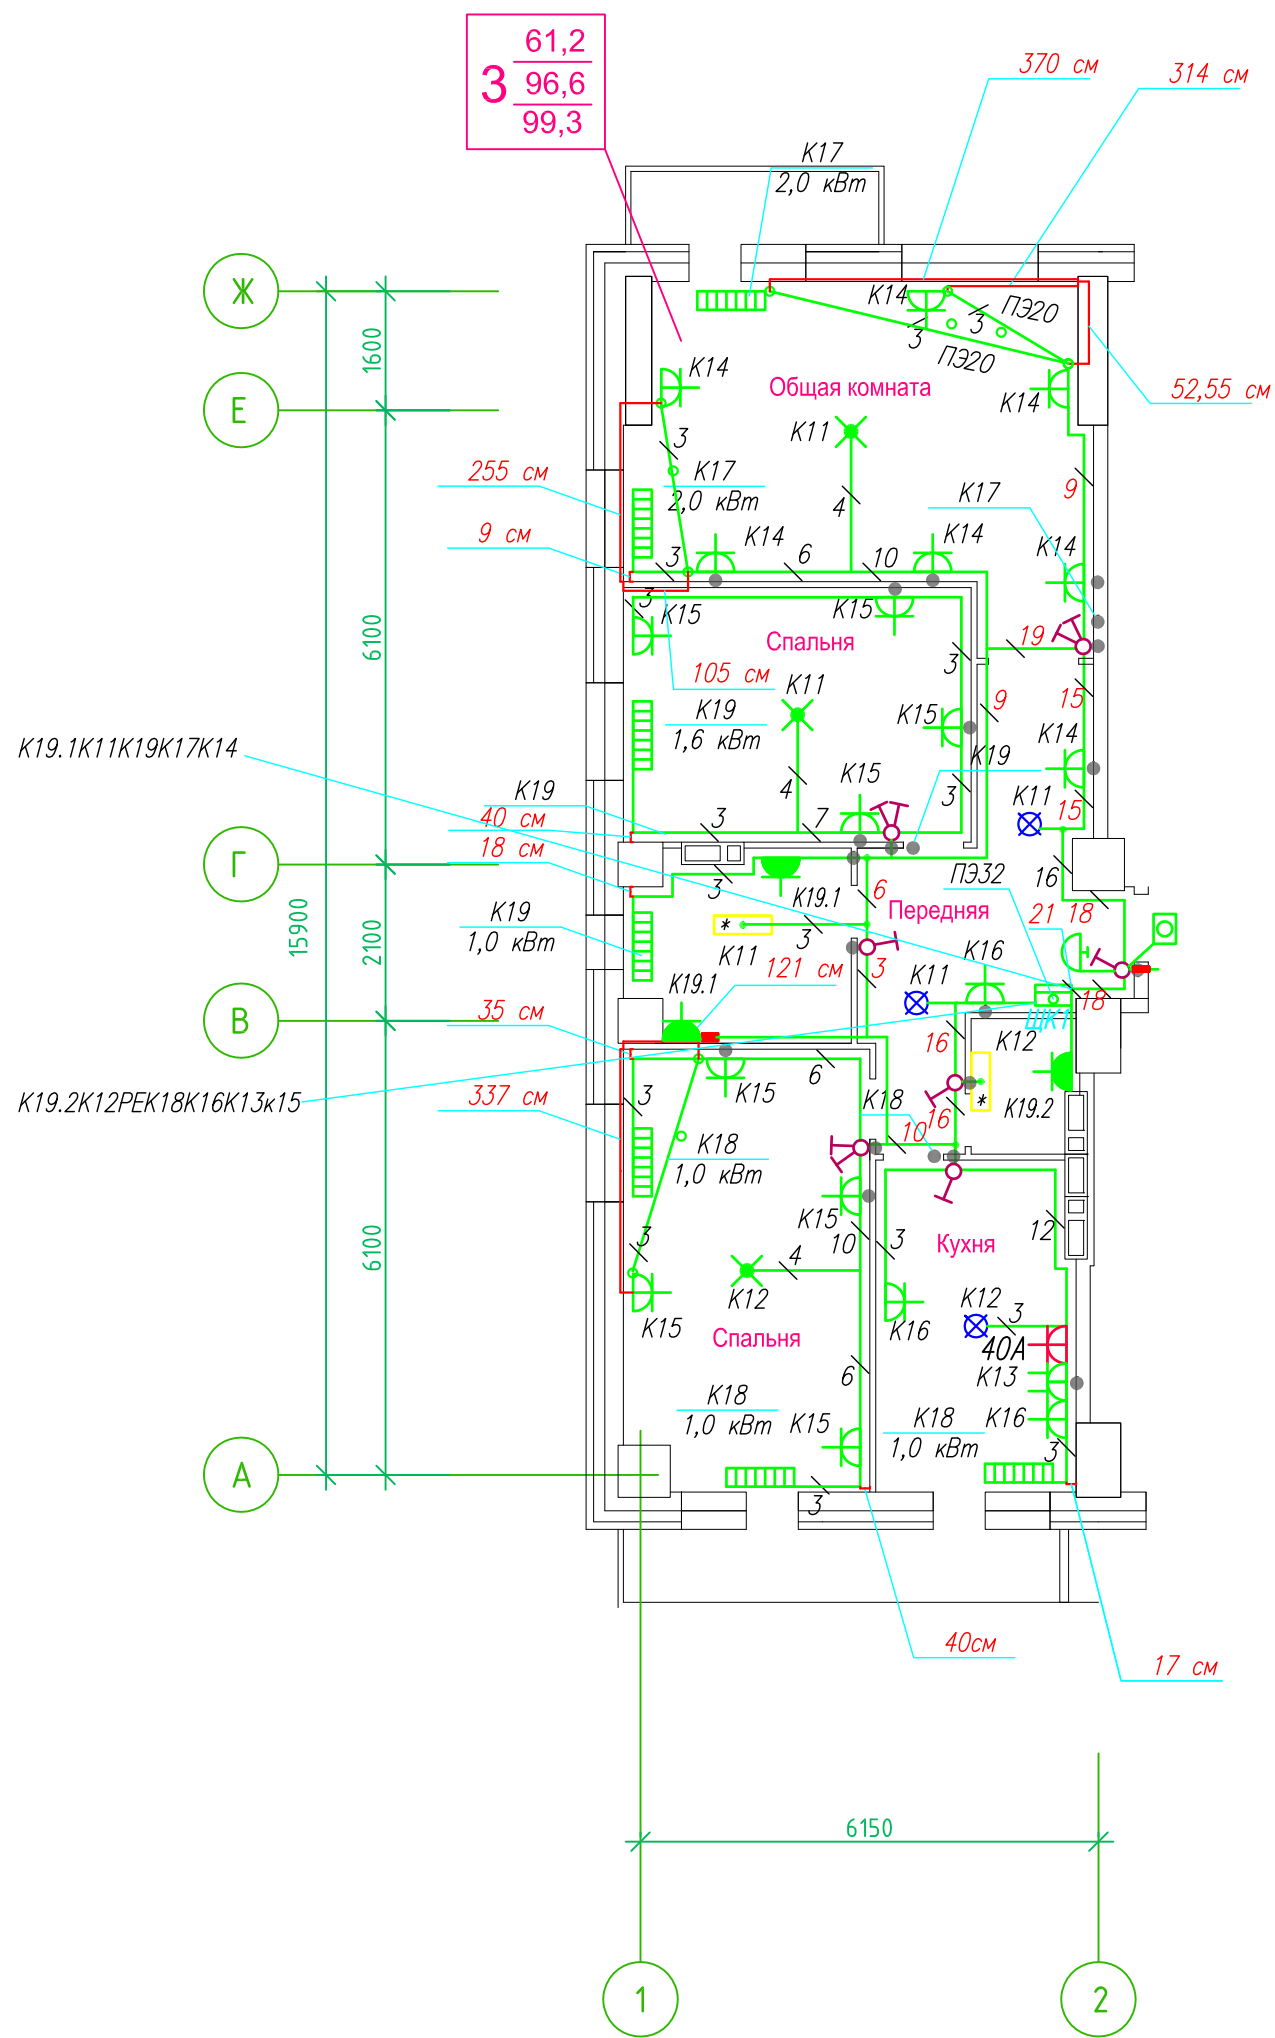 61,2
3 96,6
99,3
370 см
314 см
К17
2,0 кВт
Ж
К14
ПЭ20
3
3
ПЭ20
1600
К14
Общая комната
К14
52,55 см
Е
К11
3
255 см
К17
2,0 кВт
9
К17
4
9 см
К14
К14
К14
3
6
10
3
К15
К15
6100
Спальня
19
3
105 см
К11
15
9
К19
1,6 кВт
К15
К14
К19.1К11К19К17К14
К19
К15
4
3
К19
К11
15
40 см
3
7
18 см
Г
3
ПЭ32
16
6
К19.1
Передняя
21
18
К19
1,0 кВт
15900
2100
К11
3
К16
121 см
3
К11
К19.1
18
35 см
В
ЩК1
16
К12
6
К15
К19.2К12РЕК18К16К13к15
337 см
3
К18
16
К19.2
10
К18
1,0 кВт
К15
12
3
10
3
Кухня
6100
4
К12
К12
3
К15
К16
Спальня
40А
6
К13
К18
1,0 кВт
К15
К18
1,0 кВт
К16
3
А
3
40см
17 см
6150
1
2